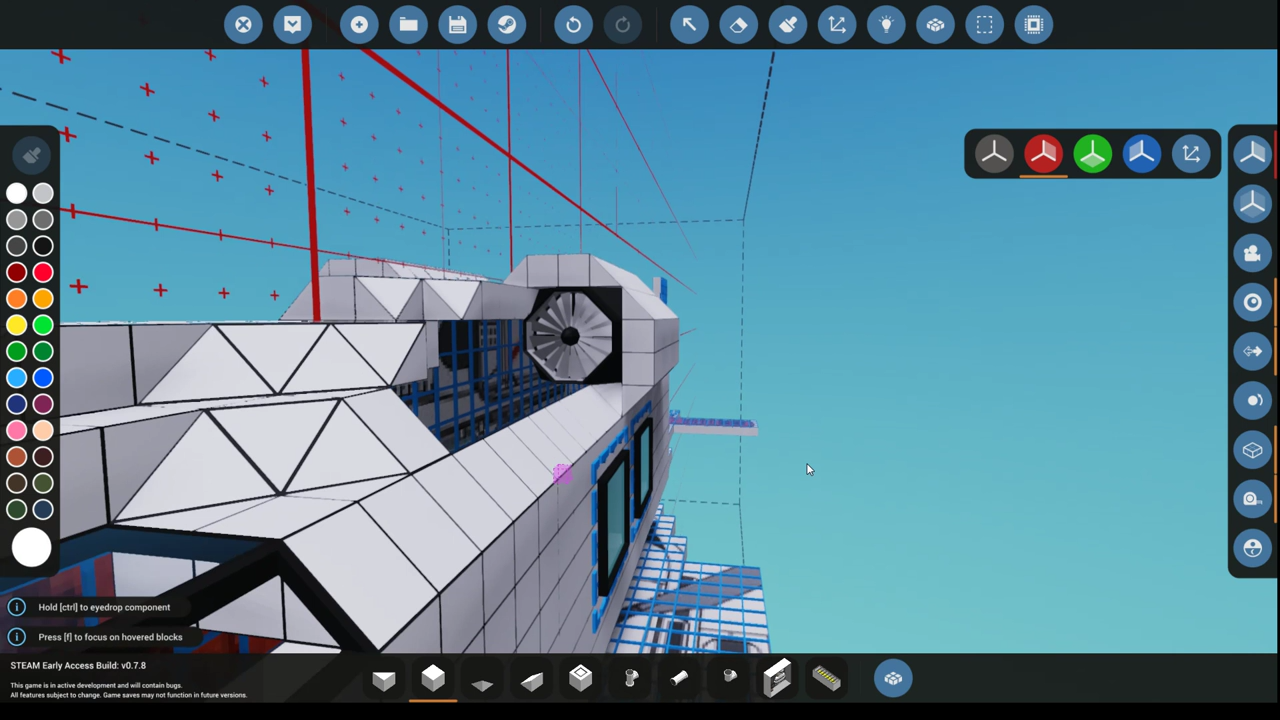 Hold [ctrl] to eyedrop component
Press [f] to focus on hovered blocks
STEAM Early Access Build: v0.7.8
This game is in active development and will contain bugs.
All features subject to change. Game saves may not function in future versions.